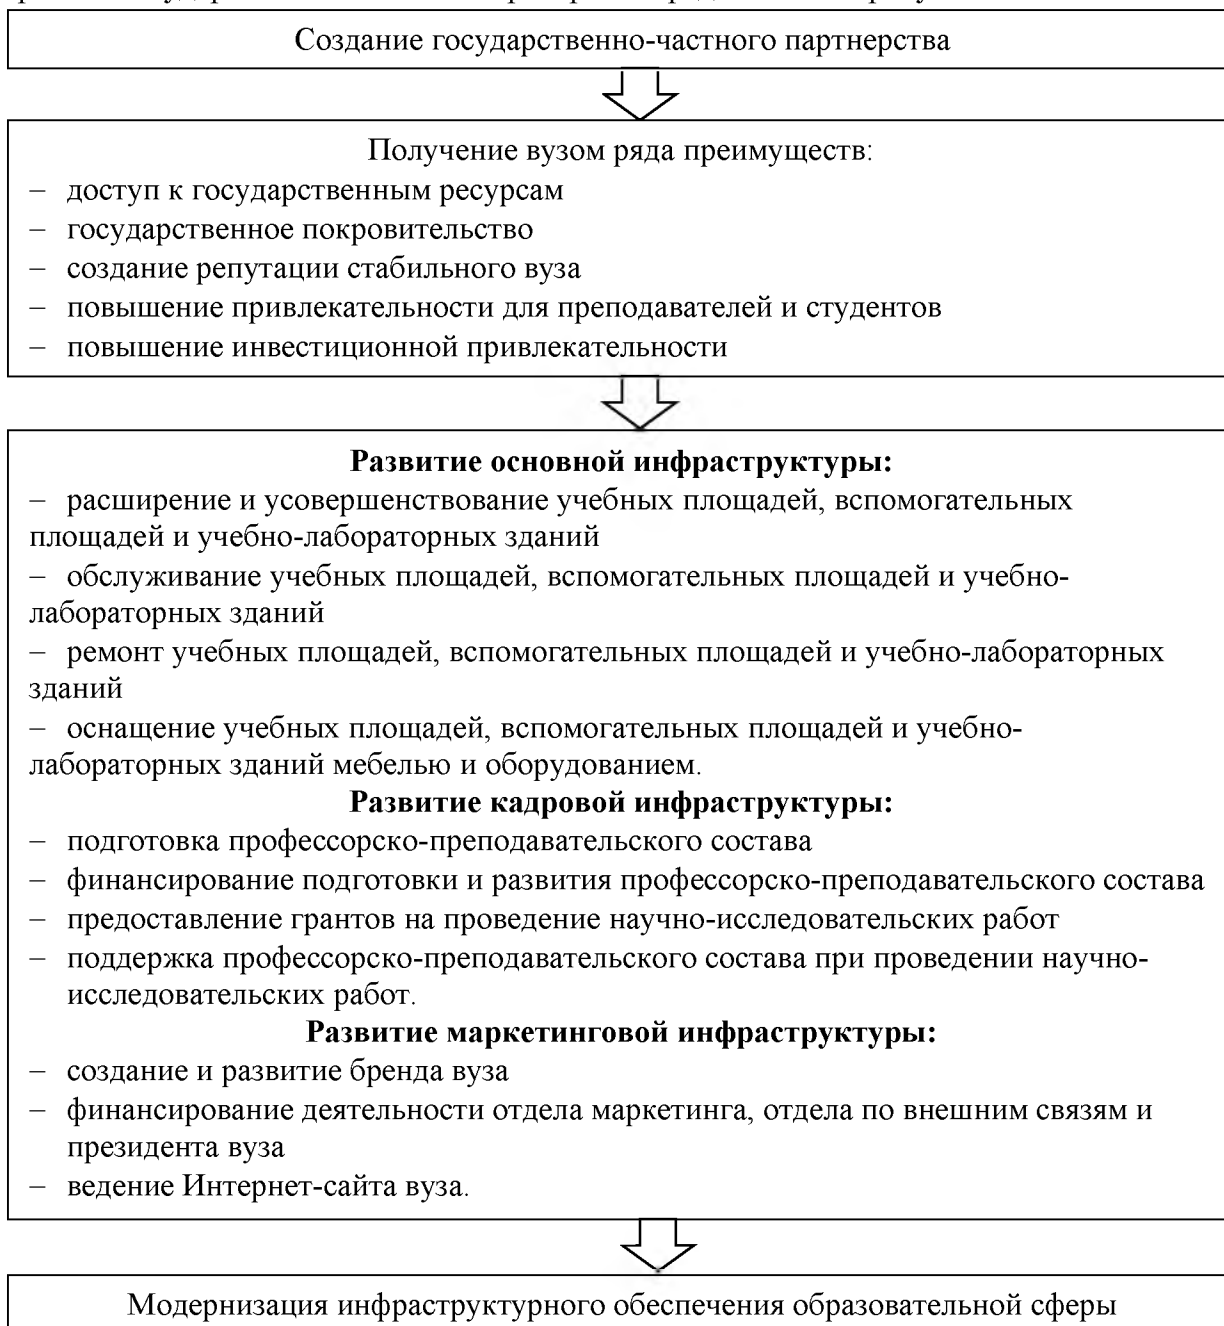 Создание государственно-частного партнерства
Получение вузом ряда преимуществ:
– доступ к государственным ресурсам
– государственное покровительство
– создание репутации стабильного вуза
– повышение привлекательности для преподавателей и студентов
– повышение инвестиционной привлекательности
Развитие основной инфраструктуры:
– расширение и усовершенствование учебных площадей, вспомогательных
площадей и учебно-лабораторных зданий
– обслуживание учебных площадей, вспомогательных площадей и учебно-
лабораторных зданий
– ремонт учебных площадей, вспомогательных площадей и учебно-лабораторных
зданий
– оснащение учебных площадей, вспомогательных площадей и учебно-
лабораторных зданий мебелью и оборудованием.
Развитие кадровой инфраструктуры:
– подготовка профессорско-преподавательского состава
– финансирование подготовки и развития профессорско-преподавательского состава
– предоставление грантов на проведение научно-исследовательских работ
– поддержка профессорско-преподавательского состава при проведении научно-
исследовательских работ.
Развитие маркетинговой инфраструктуры:
– создание и развитие бренда вуза
– финансирование деятельности отдела маркетинга, отдела по внешним связям и
президента вуза
– ведение Интернет-сайта вуза.
Модернизация инфраструктурного обеспечения образовательной сферы